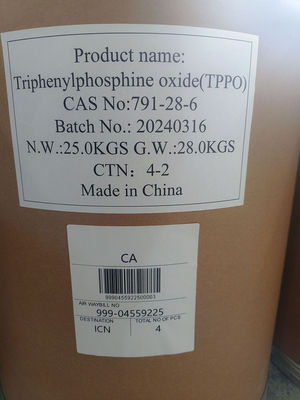 Product name:
Triphenylphosphine oxide(TPPO)
CAS No:791-28-6
Batch No.: 20240316
N.W.:25.0KGS G.W.:28.0KGS
CTN: 4-2
Made in China
CA
9990455922500003
AIR WAYBILL NO
999-04559225
DESTINATION TOTAL NO OF PCS
ICN 4